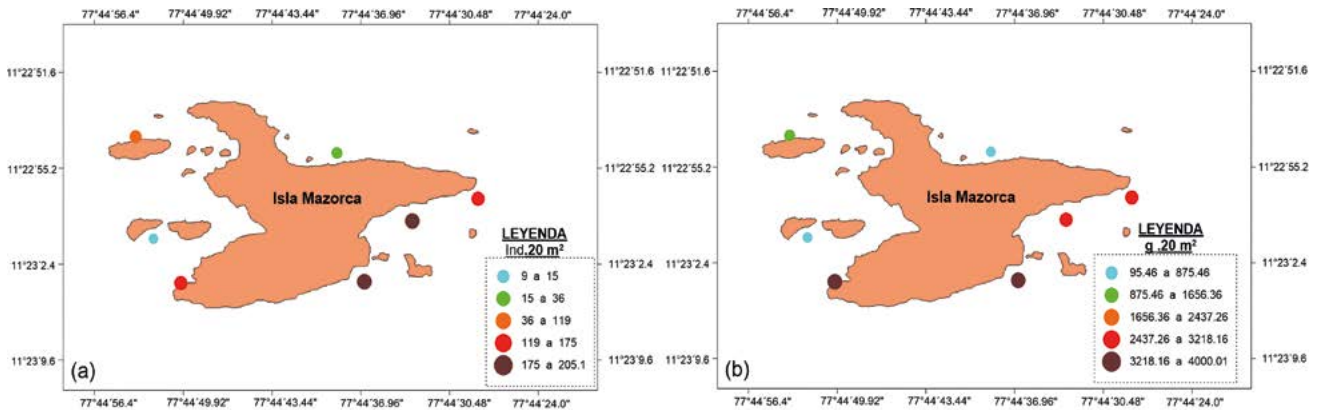 77°44´56.4" 77°44´49.92" 77°44´43.44" 77°44´36.96" 77°44´30.48" 77°44´24.0"
11°22´51.6 11°22´51.6
11°22´55.2 11°22´55.2
Isla Mazorca
LEYENDA
Ind.20 m²
9 a 15
15 a 36
36 a 119
119 a 175
175 a 205.1
11°23´2.4 11°23´2.4
11°23´9.6 11°23´9.6
(a)
77°44´56.4" 77°44´49.92" 77°44´43.44" 77°44´36.96" 77°44´30.48" 77°44´24.0"
77°44´56.4" 77°44´49.92" 77°44´43.44" 77°44´36.96" 77°44´30.48" 77°44´24.0"
11°22´51.6 11°22´51.6
11°22´55.2 11°22´55.2
Isla Mazorca
LEYENDA
g .20 m²
95.46 a 875.46
875.46 a 1656.36
1656.36 a 2437.26
2437.26 a 3218.16
3218.16 a 4000.01
11°23´2.4 11°23´2.4
11°23´9.6 11°23´9.6
(b)
77°44´56.4" 77°44´49.92" 77°44´43.44" 77°44´36.96" 77°44´30.48" 77°44´24.0"